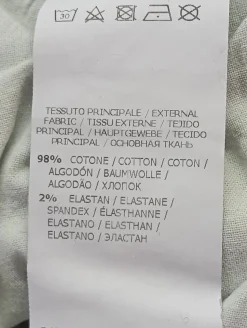 30
TESSUTO PRINCIPALE / EXTERNAL
FABRIC / TISSU EXTERNE / TEJIDO
PRINCIPAL / HAUPTGEWEBE / TECIDO
PRINCIPAL / ОСНОВНАЯ ТКАНЬ
98% COTONE / COTTON / COTON /
ALGODÓN / BAUMWOLLE /
ALGODÃO / ХЛОПОК
2% ELASTAN / ELASTANE /
SPANDEX / ÉLASTHANNE /
ELASTANO / ELASTHAN /
ELASTANO / ЭЛАСТАН